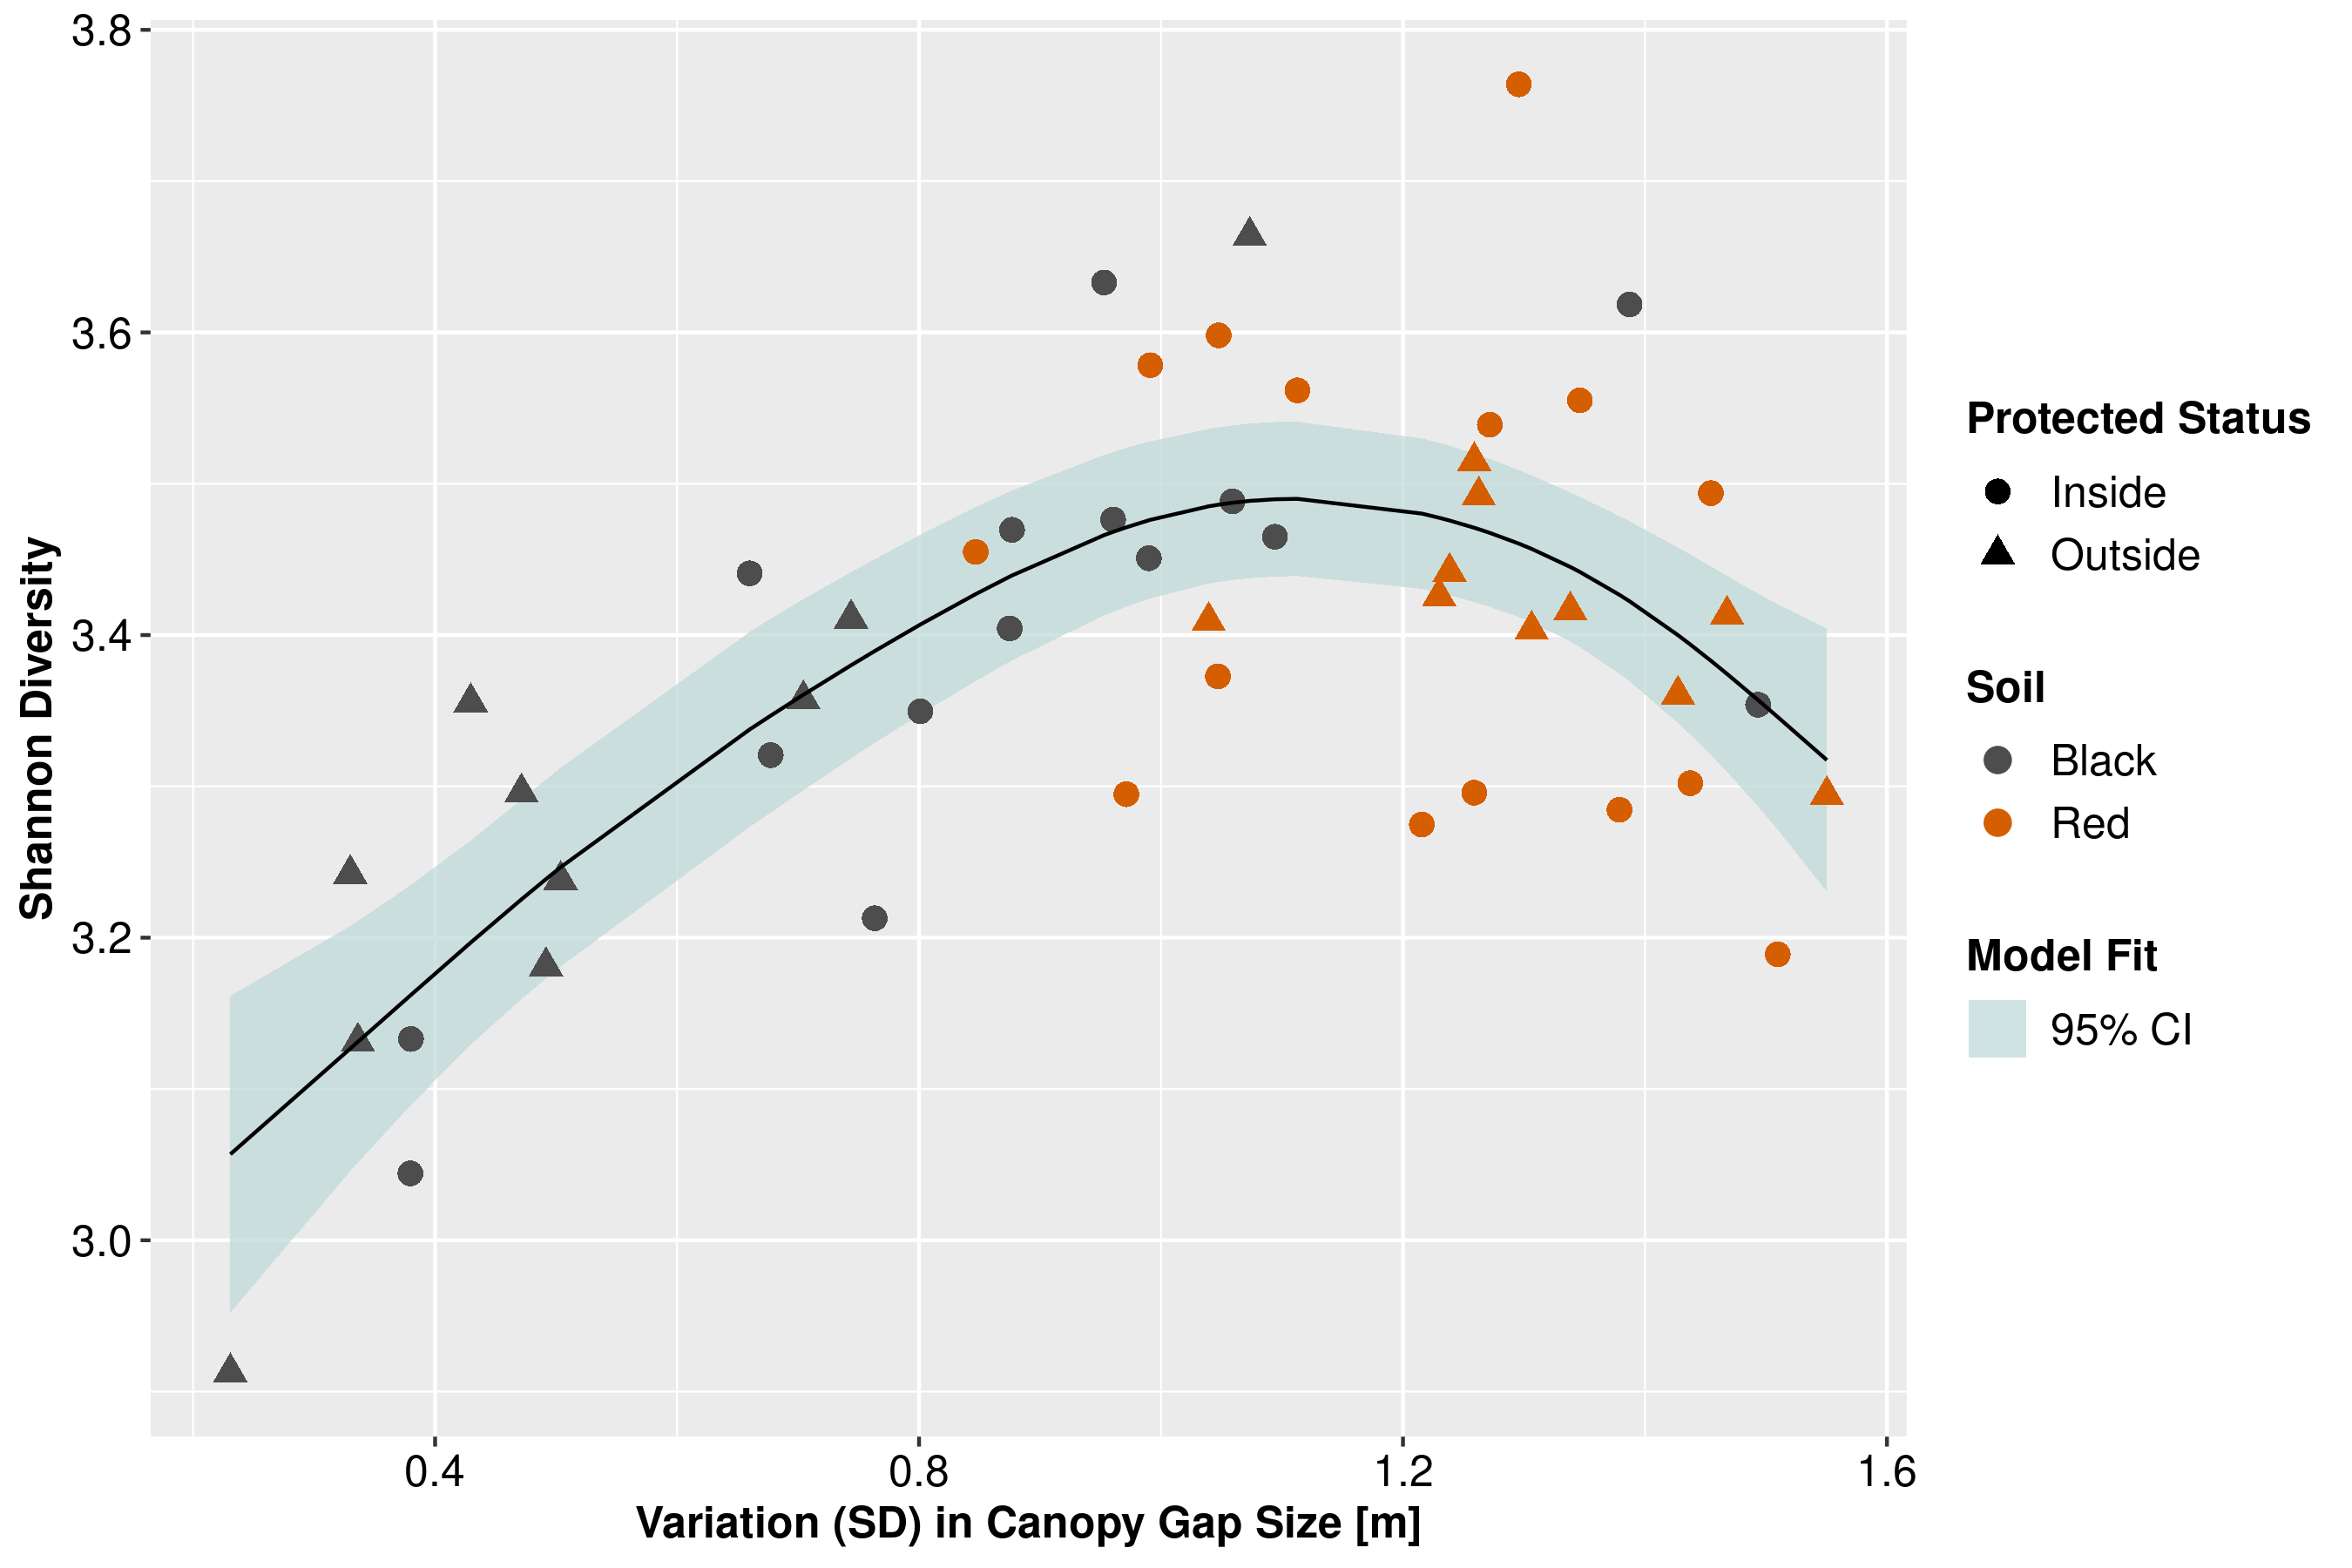 Shannon Diversity
3.8
3.6
3.4
3.2
3.0
0.4 0.8 1.2 1.6
Variation (SD) in Canopy Gap Size [m]
Protected Status
Inside
Outside
Soil
Black
Red
Model Fit
95% CI